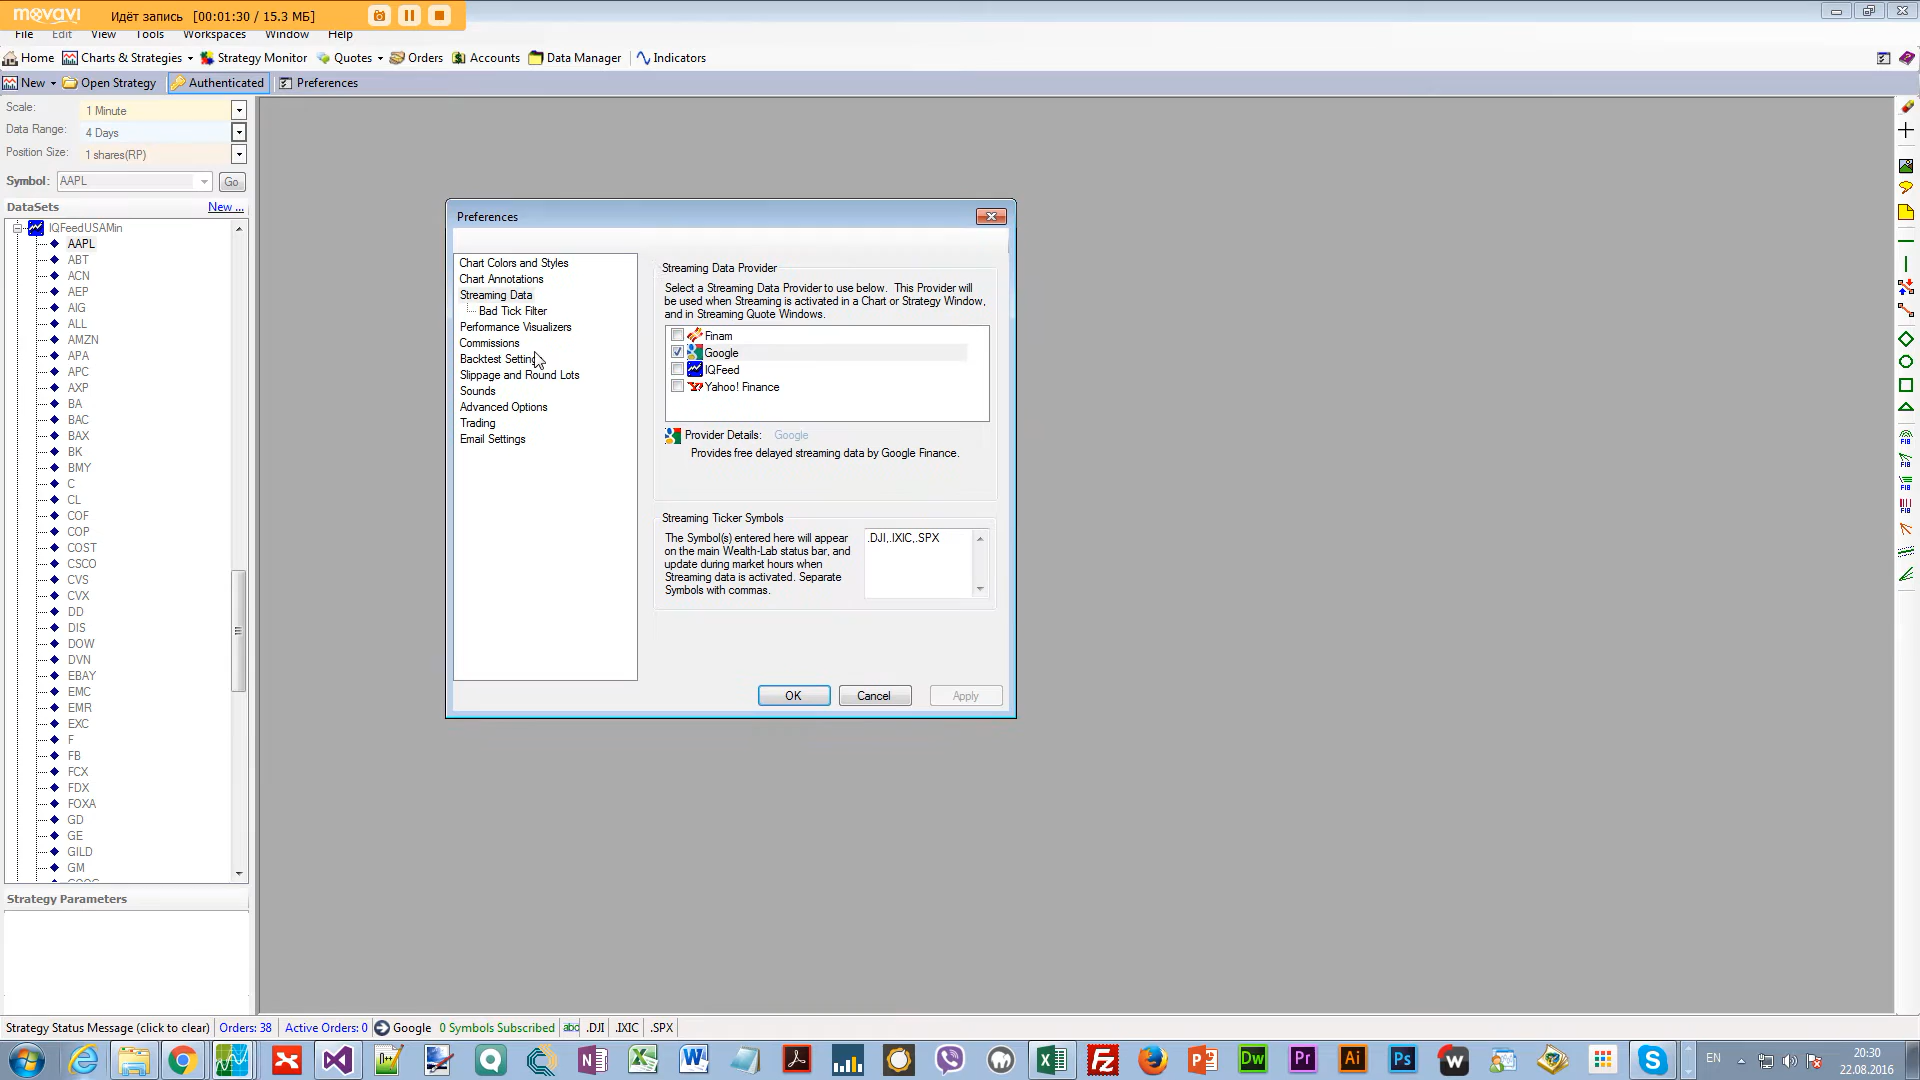 movavi Идёт запись [00:01:30 / 15.3 МБ]
File Edit View Tools Workspaces Window Help
Home Charts & Strategies Strategy Monitor Quotes Orders Accounts Data Manager Indicators
New Open Strategy Authenticated Preferences
Scale: 1 Minute
Data Range: 4 Days
Position Size: 1 shares(RP)
Symbol: AAPL Go
DataSets New ...
IQFeedUSAMin
AAPL
ABT
ACN
AEP
AIG
ALL
AMZN
APA
APC
AXP
BA
BAC
BAX
BK
BMY
C
CL
COF
COP
COST
CSCO
CVS
CVX
DD
DIS
DOW
DVN
EBAY
EMC
EMR
EXC
F
FB
FCX
FDX
FOXA
GD
GE
GILD
GM
Strategy Parameters
Preferences
Chart Colors and Styles
Chart Annotations
Streaming Data
Bad Tick Filter
Performance Visualizers
Commissions
Backtest Setting
Slippage and Round Lots
Sounds
Advanced Options
Trading
Email Settings
Streaming Data Provider
Select a Streaming Data Provider to use below. This Provider will
be used when Streaming is activated in a Chart or Strategy Window,
and in Streaming Quote Windows.
Finam
Google
IQFeed
Yahoo! Finance
Provider Details: Google
Provides free delayed streaming data by Google Finance.
Streaming Ticker Symbols
The Symbol(s) entered here will appear
on the main Wealth-Lab status bar, and
update during market hours when
Streaming data is activated. Separate
Symbols with commas.
.DJI,.IXIC,.SPX
OK Cancel Apply
FIB
FIB
FIB
FIB
Strategy Status Message (click to clear) Orders: 38 Active Orders: 0 Google 0 Symbols Subscribed abc .DJI .IXIC .SPX
Dw Pr Ai Ps W S
EN 20:30
22.08.2016